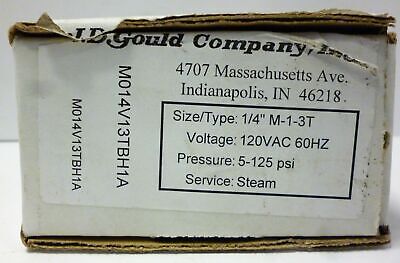 J.D. Gould Company, Inc.
4707 Massachusetts Ave.
Indianapolis, IN 46218
M014V13TBH1A
M014V13TBH1A
Size/Type: 1/4" M-1-3T
Voltage: 120VAC 60HZ
Pressure: 5-125 psi
Service: Steam